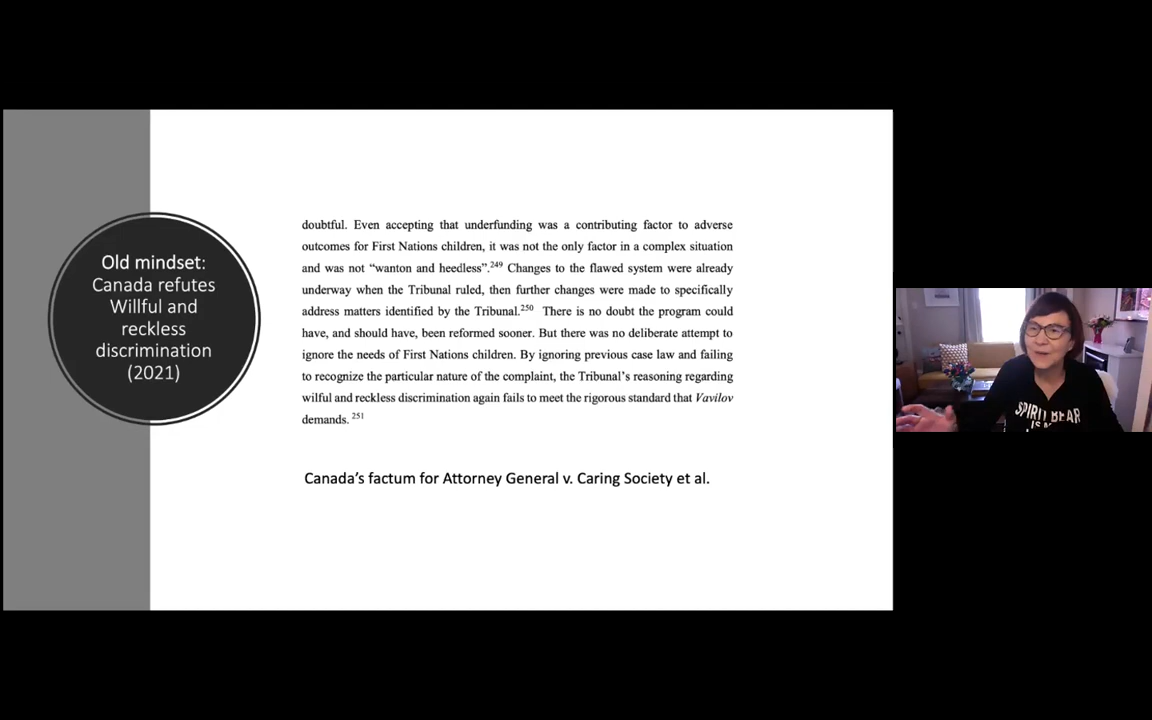 Old mindset:
Canada refutes
Willful and
reckless
discrimination
(2021)
doubtful. Even accepting that underfunding was a contributing factor to adverse
outcomes for First Nations children, it was not the only factor in a complex situation
and was not “wanton and heedless”.249 Changes to the flawed system were already
underway when the Tribunal ruled, then further changes were made to specifically
address matters identified by the Tribunal.250 There is no doubt the program could
have, and should have, been reformed sooner. But there was no deliberate attempt to
ignore the needs of First Nations children. By ignoring previous case law and failing
to recognize the particular nature of the complaint, the Tribunal’s reasoning regarding
wilful and reckless discrimination again fails to meet the rigorous standard that Vavilov
demands. 251
Canada’s factum for Attorney General v. Caring Society et al.
SPIRIT BEAR
IS